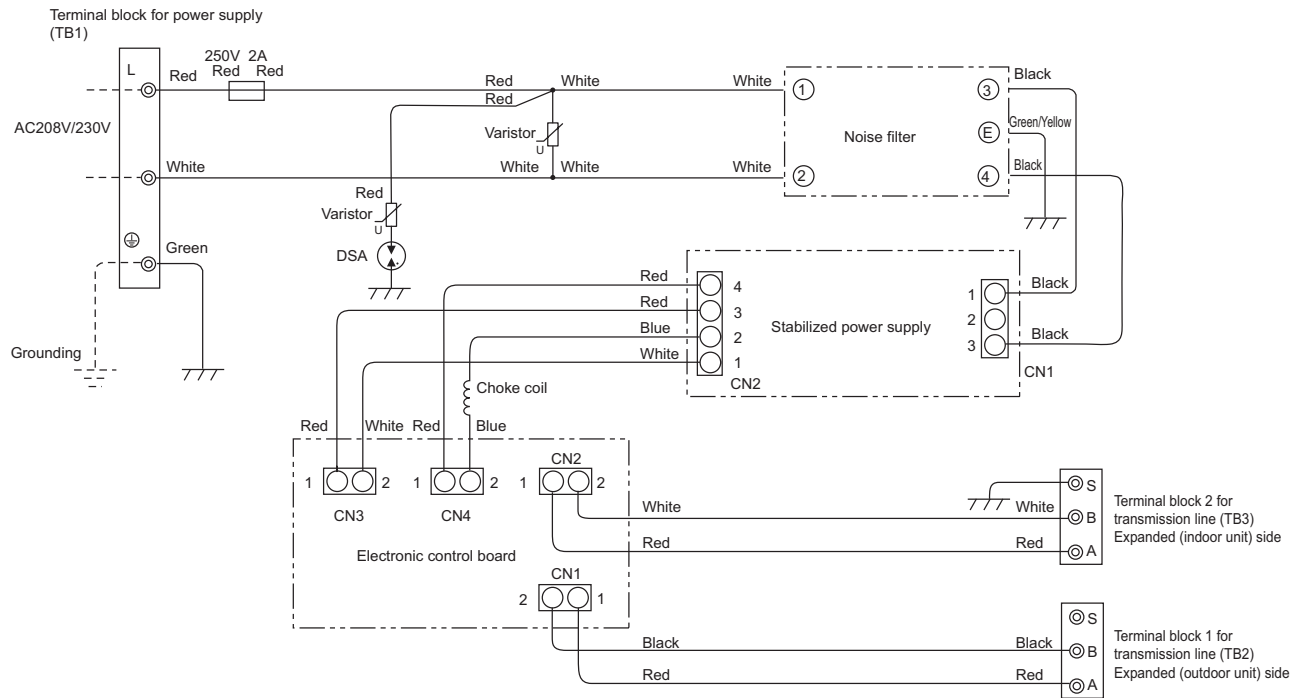 Terminal block for power supply
(TB1)
L
Red
250V 2A
Red Red
Red
Red
White
White
Black
1
3
AC208V/230V
Varistor
U
Noise filter
E
Green/Yellow
White
White
White
White
2
4
Black
Red
Varistor
U
DSA
Green
Grounding
Red
4
Red
3
Blue
2
White
1
CN2
Stabilized power supply
1
2
3
Black
Black
CN1
Choke coil
Red
White
Red
Blue
1
2
CN3
1
2
CN4
CN2
1
2
Electronic control board
CN1
2
1
White
White
Red
Red
S
B
A
Terminal block 2 for
transmission line (TB3)
Expanded (indoor unit) side
Black
Black
Red
Red
S
B
A
Terminal block 1 for
transmission line (TB2)
Expanded (outdoor unit) side